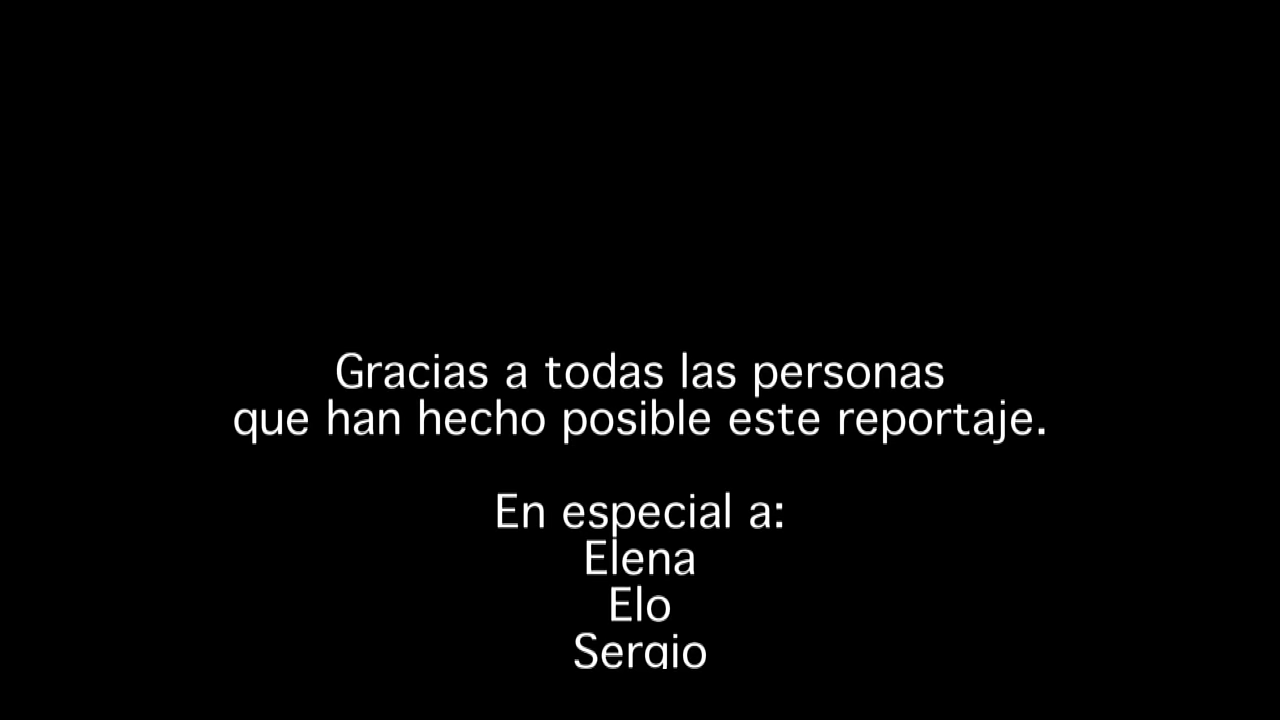 Gracias a todas las personas
que han hecho posible este reportaje.
En especial a:
Elena
Elo
Sergio